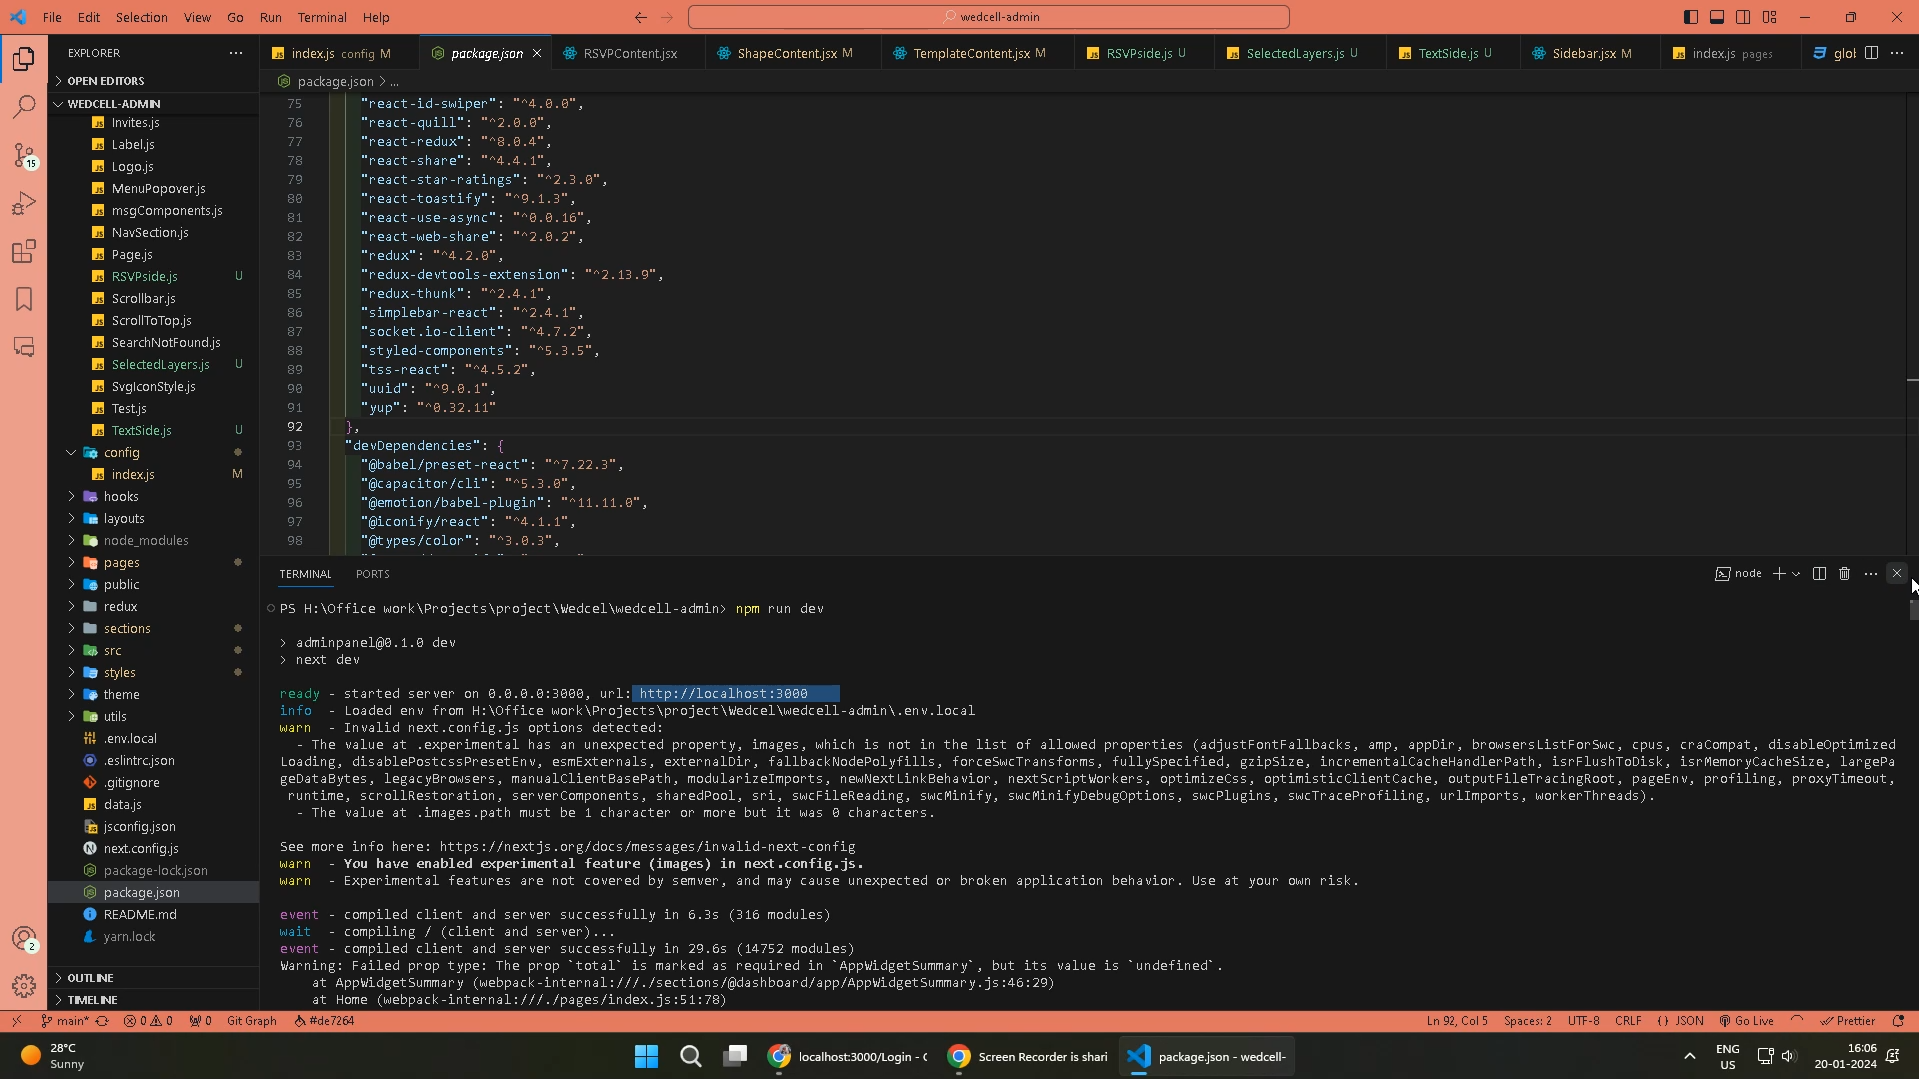 File Edit Selection View Go Run Terminal Help
wedcell-admin
EXPLORER
index.js config M
package.json
RSVPContent.jsx
ShapeContent.jsx M
TemplateContent.jsx M
RSVPside.js U
SelectedLayers.js U
TextSide.js U
Sidebar.jsx M
index.js pages
OPEN EDITORS
package.json > ...
WEDCELL-ADMIN
Invites.js
Label.js
Logo.js
MenuPopover.js
msgComponents.js
NavSection.js
Page.js
RSVPside.js U
Scrollbar.js
ScrollToTop.js
SearchNotFound.js
SelectedLayers.js U
SvgIconStyle.js
Test.js
TextSide.js U
config
index.js M
hooks
layouts
node_modules
pages
public
redux
sections
src
styles
theme
utils
.env.local
.eslintrc.json
.gitignore
data.js
jsconfig.json
next.config.js
package-lock.json
package.json
README.md
yarn.lock
OUTLINE
TIMELINE
15
2
75 "react-id-swiper": "^4.0.0",
76 "react-quill": "^2.0.0",
77 "react-redux": "^8.0.4",
78 "react-share": "^4.4.1",
79 "react-star-ratings": "^2.3.0",
80 "react-toastify": "^9.1.3",
81 "react-use-async": "^0.0.16",
82 "react-web-share": "^2.0.2",
83 "redux": "^4.2.0",
84 "redux-devtools-extension": "^2.13.9",
85 "redux-thunk": "^2.4.1",
86 "simplebar-react": "^2.4.1",
87 "socket.io-client": "^4.7.2",
88 "styled-components": "^5.3.5",
89 "tss-react": "^4.5.2",
90 "uuid": "^9.0.1",
91 "yup": "^0.32.11"
92 },
93 "devDependencies": {
94 "@babel/preset-react": "^7.22.3",
95 "@capacitor/cli": "^5.3.0",
96 "@emotion/babel-plugin": "^11.11.0",
97 "@iconify/react": "^4.1.1",
98 "@types/color": "^3.0.3",
TERMINAL PORTS
node
PS H:\Office work\Projects\project\Wedcel\wedcell-admin> npm run dev
> adminpanel@0.1.0 dev
> next dev
ready - started server on 0.0.0.0:3000, url: http://localhost:3000
info - Loaded env from H:\Office work\Projects\project\Wedcel\wedcell-admin\.env.local
warn - Invalid next.config.js options detected:
- The value at .experimental has an unexpected property, images, which is not in the list of allowed properties (adjustFontFallbacks, amp, appDir, browsersListForSwc, cpus, craCompat, disableOptimized
Loading, disablePostcssPresetEnv, esmExternals, externalDir, fallbackNodePolyfills, forceSwcTransforms, fullySpecified, gzipSize, incrementalCacheHandlerPath, isrFlushToDisk, isrMemoryCacheSize, largePa
geDataBytes, legacyBrowsers, manualClientBasePath, modularizeImports, newNextLinkBehavior, nextScriptWorkers, optimizeCss, optimisticClientCache, outputFileTracingRoot, pageEnv, profiling, proxyTimeout,
runtime, scrollRestoration, serverComponents, sharedPool, sri, swcFileReading, swcMinify, swcMinifyDebugOptions, swcPlugins, swcTraceProfiling, urlImports, workerThreads).
- The value at .images.path must be 1 character or more but it was 0 characters.
See more info here: https://nextjs.org/docs/messages/invalid-next-config
warn - You have enabled experimental feature (images) in next.config.js.
warn - Experimental features are not covered by semver, and may cause unexpected or broken application behavior. Use at your own risk.
event - compiled client and server successfully in 6.3s (316 modules)
wait - compiling / (client and server)...
event - compiled client and server successfully in 29.6s (14752 modules)
Warning: Failed prop type: The prop `total` is marked as required in `AppWidgetSummary`, but its value is `undefined`.
at AppWidgetSummary (webpack-internal:///./sections/@dashboard/app/AppWidgetSummary.js:46:29)
at Home (webpack-internal:///./pages/index.js:51:78)
main* 0 0 0 Git Graph #de7264
Ln 92, Col 5 Spaces: 2 UTF-8 CRLF {} JSON Go Live Prettier
28°C
Sunny
localhost:3000/Login - (
Screen Recorder is shari
package.json - wedcell-
ENG
US
16:06
20-01-2024